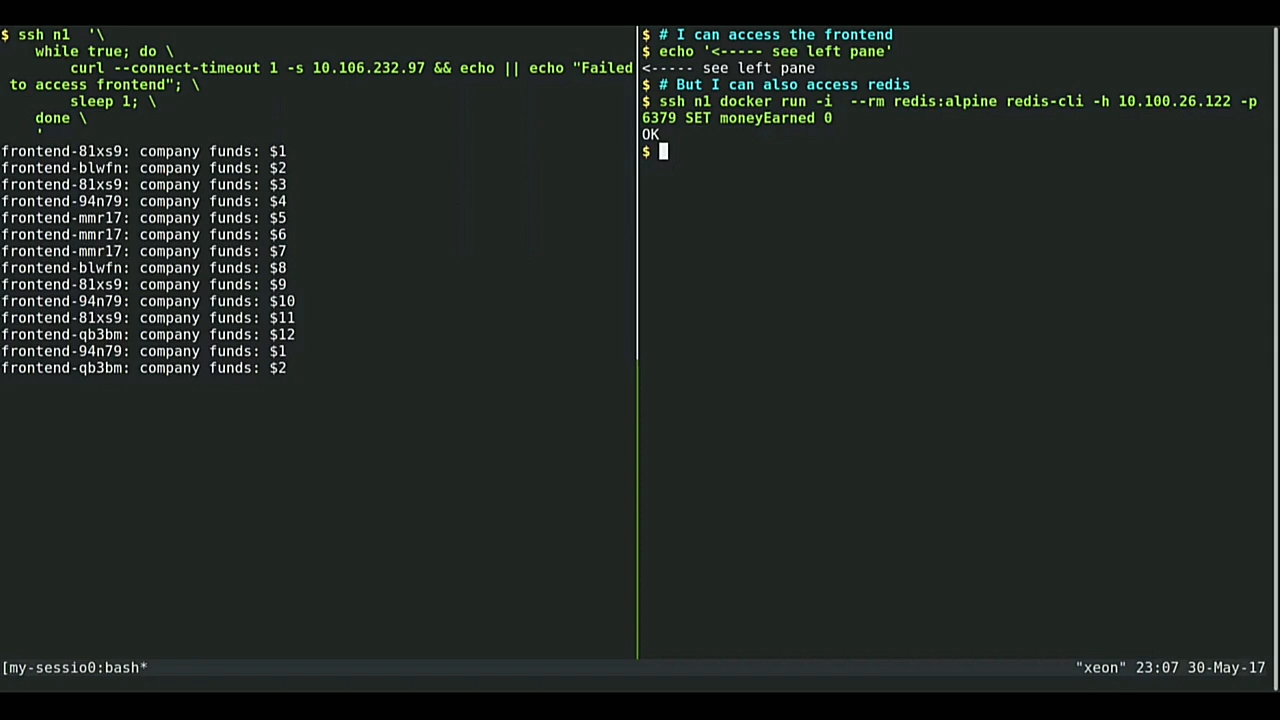 $ ssh n1  '\
    while true; do \
        curl --connect-timeout 1 -s 10.106.232.97 && echo || echo "Failed
 to access frontend"; \
        sleep 1; \
    done \
    '
frontend-81xs9: company funds: $1
frontend-blwfn: company funds: $2
frontend-81xs9: company funds: $3
frontend-94n79: company funds: $4
frontend-mmr17: company funds: $5
frontend-mmr17: company funds: $6
frontend-mmr17: company funds: $7
frontend-blwfn: company funds: $8
frontend-81xs9: company funds: $9
frontend-94n79: company funds: $10
frontend-81xs9: company funds: $11
frontend-qb3bm: company funds: $12
frontend-94n79: company funds: $1
frontend-qb3bm: company funds: $2
$ # I can access the frontend
$ echo '<----- see left pane'
<----- see left pane
$ # But I can also access redis
$ ssh n1 docker run -i  --rm redis:alpine redis-cli -h 10.100.26.122 -p
6379 SET moneyEarned 0
OK
$
[my-sessio0:bash*
"xeon" 23:07 30-May-17